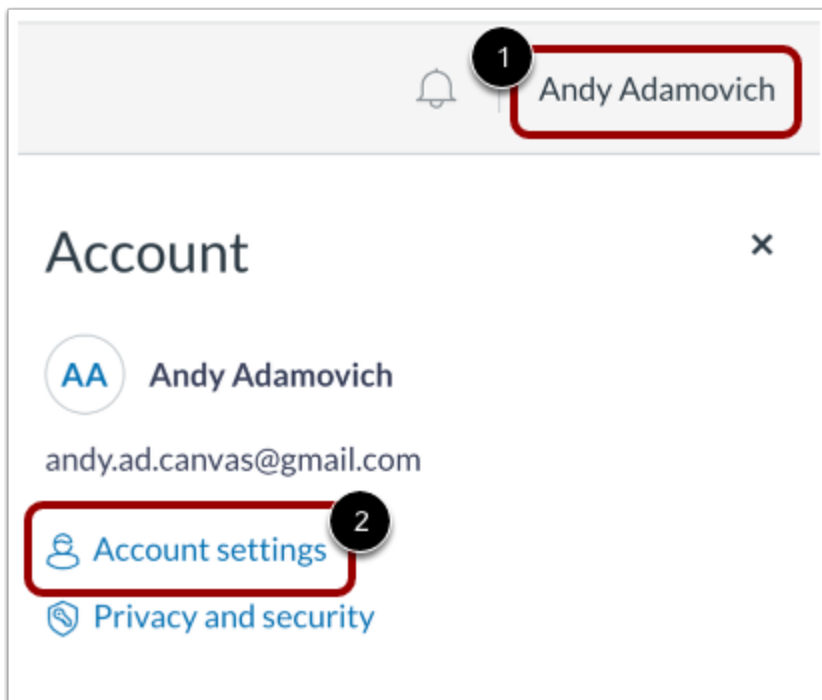 1
Andy Adamovich
Account
×
AA
Andy Adamovich
andy.ad.canvas@gmail.com
Account settings
2
Privacy and security